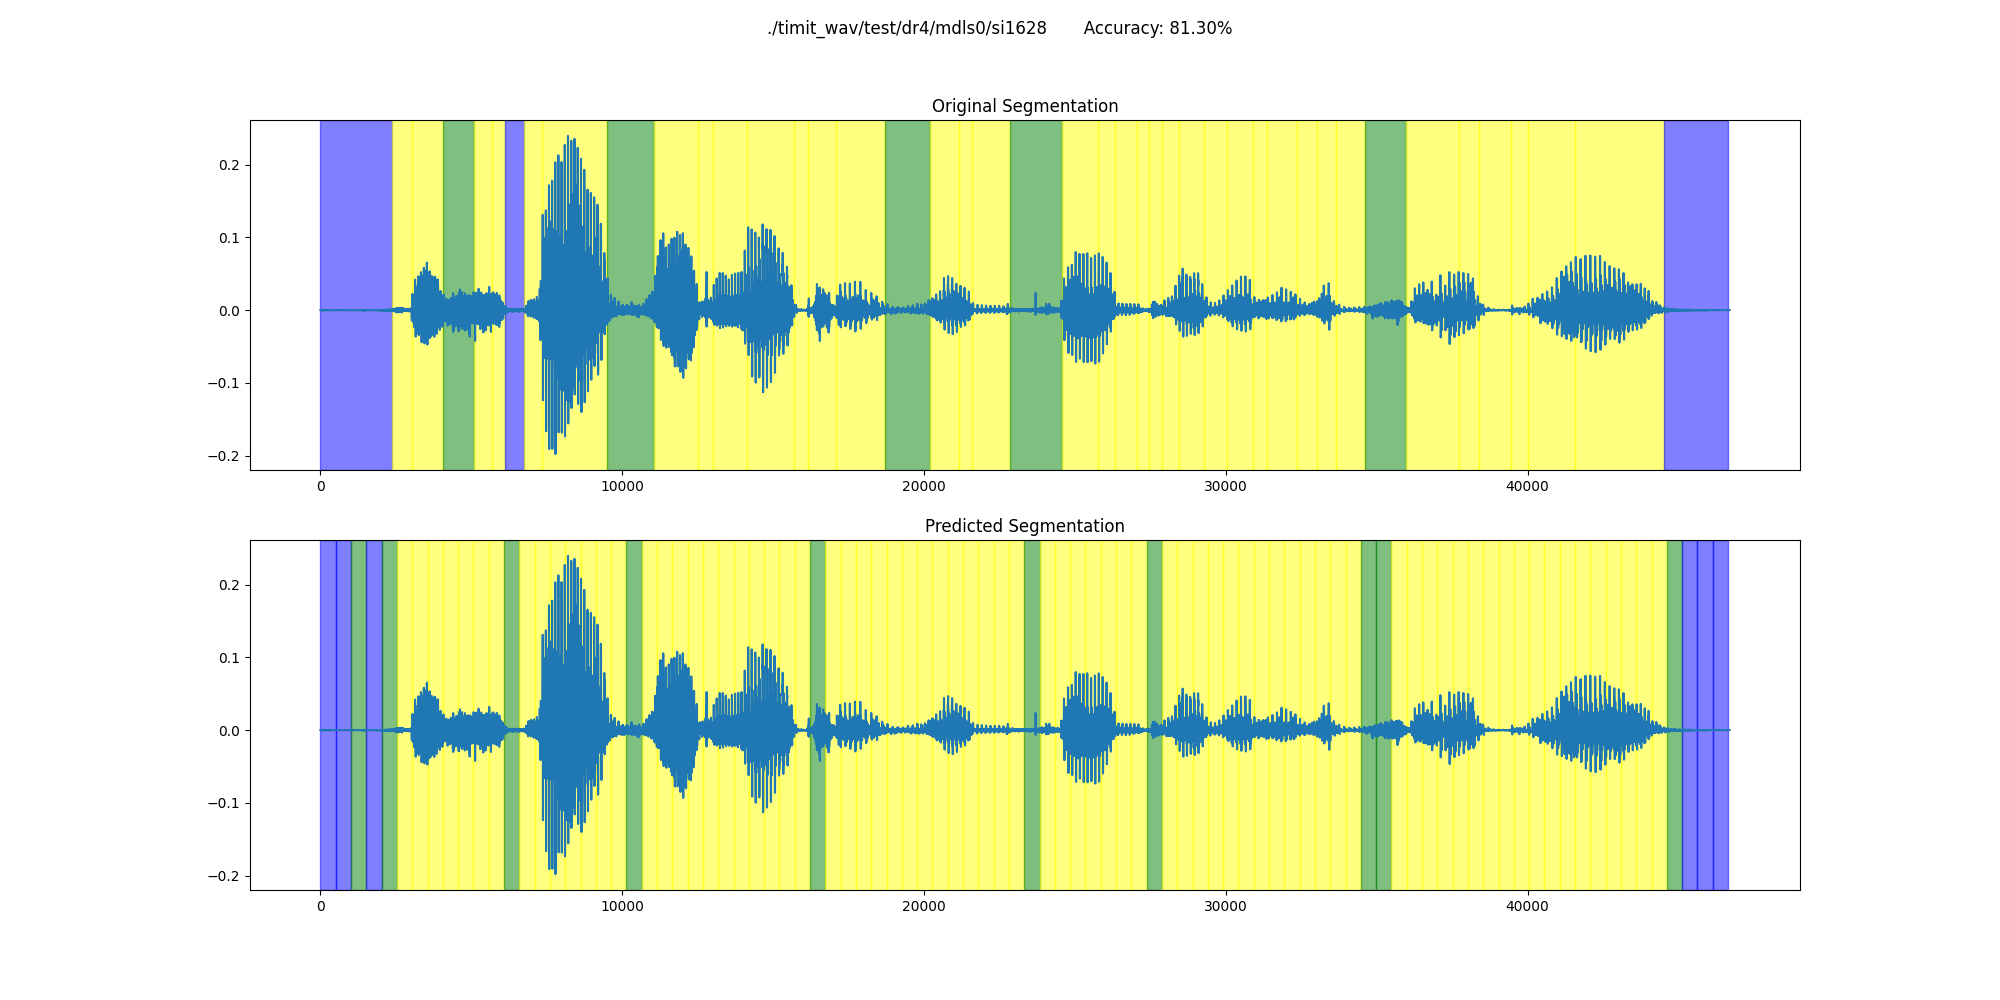 ./timit_wav/test/dr4/mdls0/si1628 Accuracy: 81.30%
Original Segmentation
0.2
0.1
0.0
−0.1
−0.2
0 10000 20000 30000 40000
Predicted Segmentation
0.2
0.1
0.0
−0.1
−0.2
0 10000 20000 30000 40000